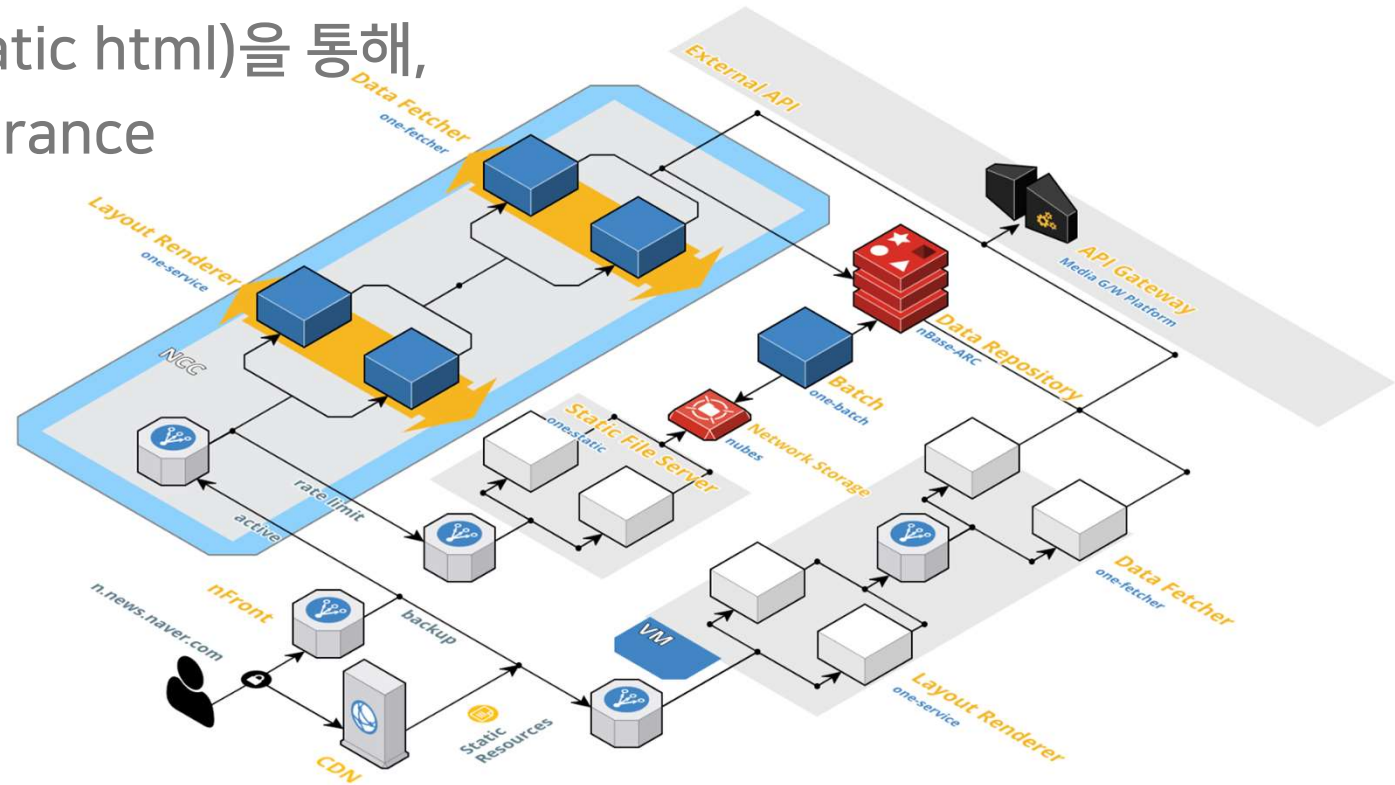 atic html)을 통해,
rance
External API
Data Fetcher
one-fetcher
Layout Renderer
one-service
API Gateway
Media G/W Platform
Data Repository
nBase-ARC
NCC
Batch
one-batch
Static File Server
one-static
Network Storage
nubes
rate limit
active
Data Fetcher
one-fetcher
nFront
n.news.naver.com
backup
VM
Layout Renderer
one-service
Static
Resources
CDN